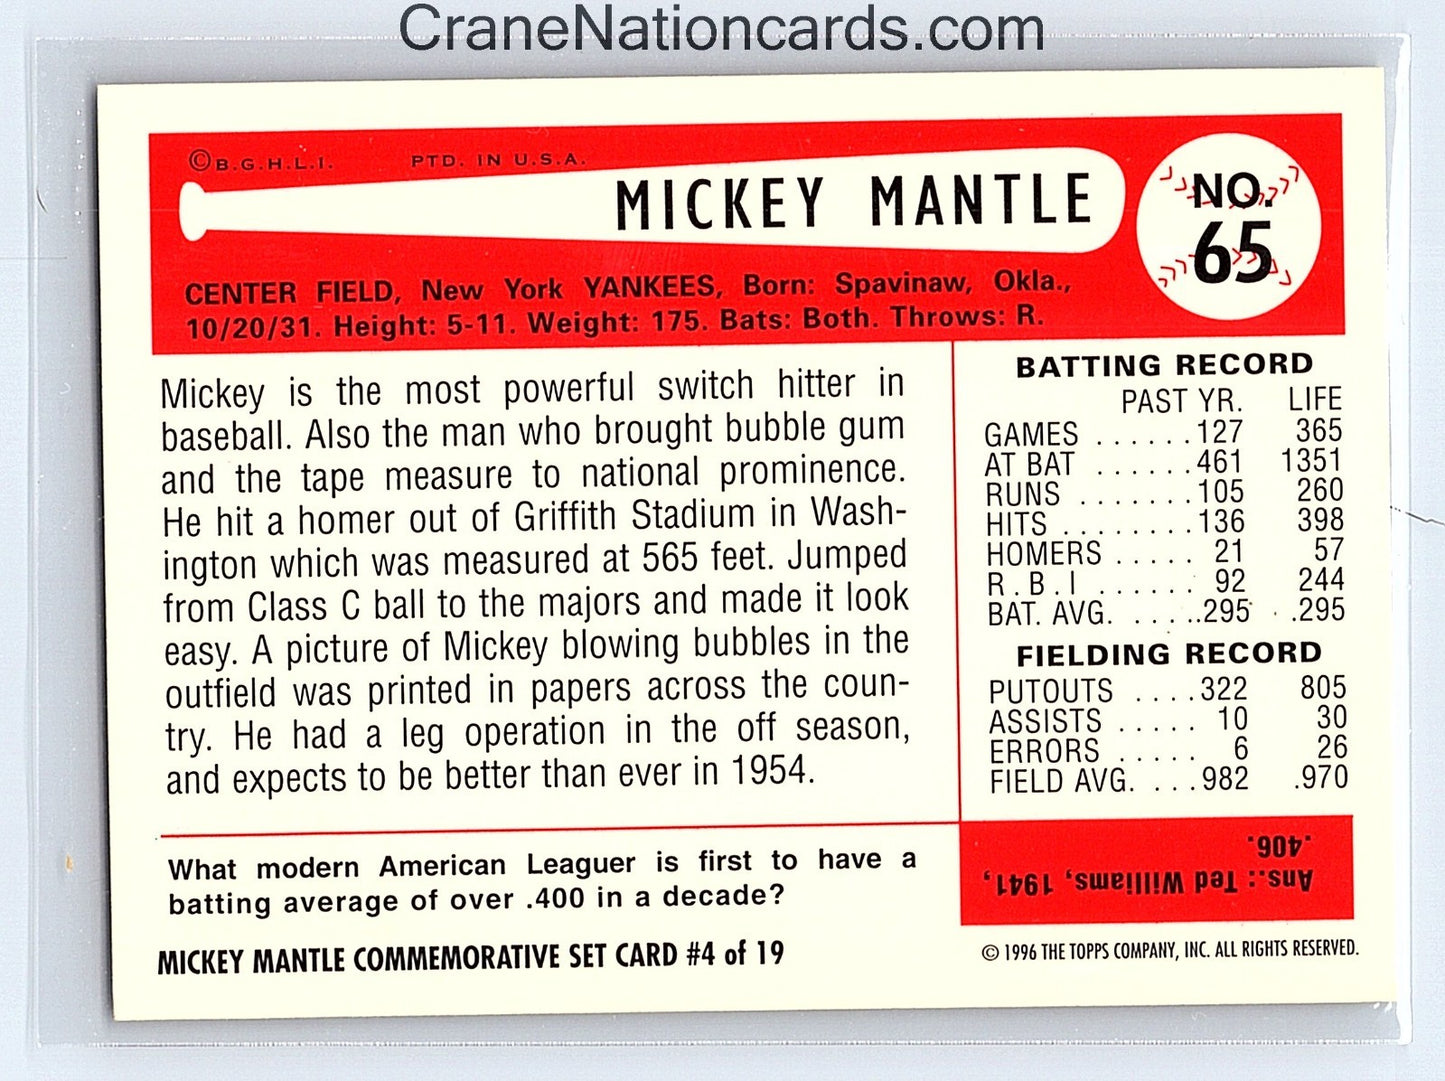 CraneNationcards.com
©B.G.H.L.I. PTD. IN U.S.A.
MICKEY MANTLE
NO.
65
CENTER FIELD, New York YANKEES, Born: Spavinaw, Okla.,
10/20/31. Height: 5-11. Weight: 175. Bats: Both. Throws: R.
Mickey is the most powerful switch hitter in
baseball. Also the man who brought bubble gum
and the tape measure to national prominence.
He hit a homer out of Griffith Stadium in Wash-
ington which was measured at 565 feet. Jumped
from Class C ball to the majors and made it look
easy. A picture of Mickey blowing bubbles in the
outfield was printed in papers across the coun-
try. He had a leg operation in the off season,
and expects to be better than ever in 1954.
BATTING RECORD
PAST YR. LIFE
GAMES ......127 365
AT BAT ......461 1351
RUNS .......105 260
HITS ........136 398
HOMERS ..... 21 57
R.B.I ...... 92 244
BAT. AVG. .....295 .295
FIELDING RECORD
PUTOUTS ....322 805
ASSISTS ..... 10 30
ERRORS ..... 6 26
FIELD AVG. ....982 .970
What modern American Leaguer is first to have a
batting average of over .400 in a decade?
Ans.: Ted Williams, 1941,
.406.
MICKEY MANTLE COMMEMORATIVE SET CARD #4 of 19
© 1996 THE TOPPS COMPANY, INC. ALL RIGHTS RESERVED.